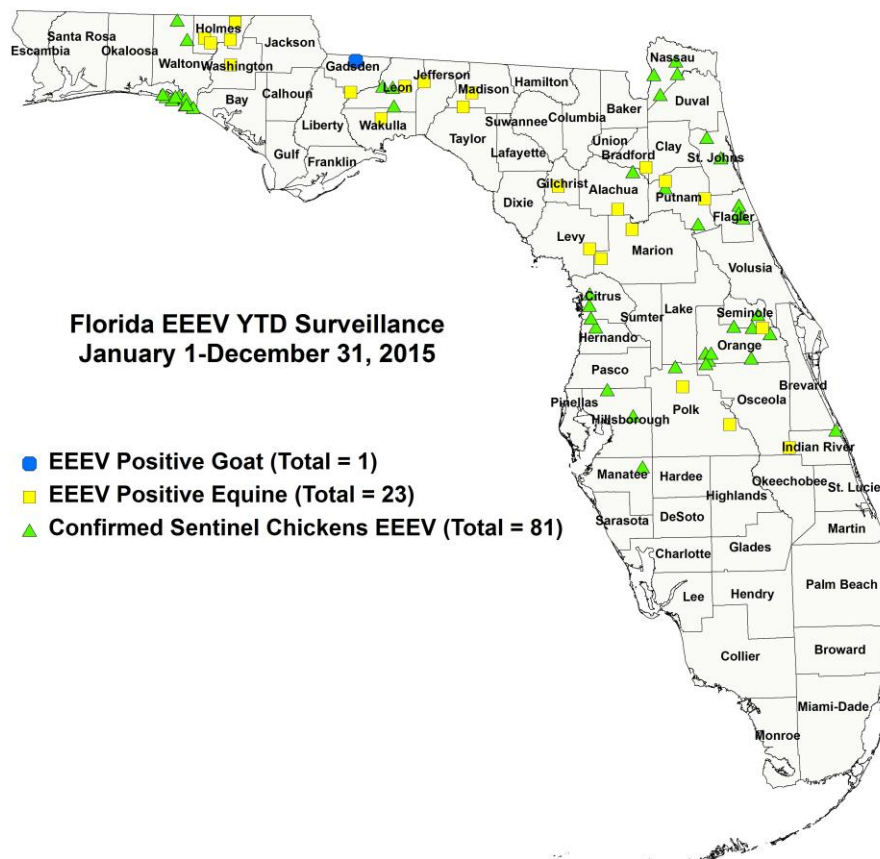 Nassau
Holmes
Santa Rosa
Jackson
Escambia
Okaloosa
Walton
Washington
Gadsden
Jefferson
Madison
Hamilton
Leon
Bay
Calhoun
Liberty
Wakulla
Taylor
Suwannee
Columbia
Baker
Duval
Gulf
Franklin
Lafayette
Union
Bradford
Clay
St. Johns
Dixie
Gilchrist
Alachua
Putnam
Flagler
Levy
Marion
Volusia
Citrus
Sumter
Lake
Seminole
Hernando
Orange
Florida EEEV YTD Surveillance
January 1-December 31, 2015
Pasco
Brevard
Pinellas
Hillsborough
Polk
Osceola
Indian River
EEEV Positive Goat (Total = 1)
EEEV Positive Equine (Total = 23)
Confirmed Sentinel Chickens EEEV (Total = 81)
Manatee
Hardee
Okeechobee
Highlands
St. Lucie
Sarasota
DeSoto
Martin
Charlotte
Glades
Lee
Hendry
Palm Beach
Collier
Broward
Miami-Dade
Monroe